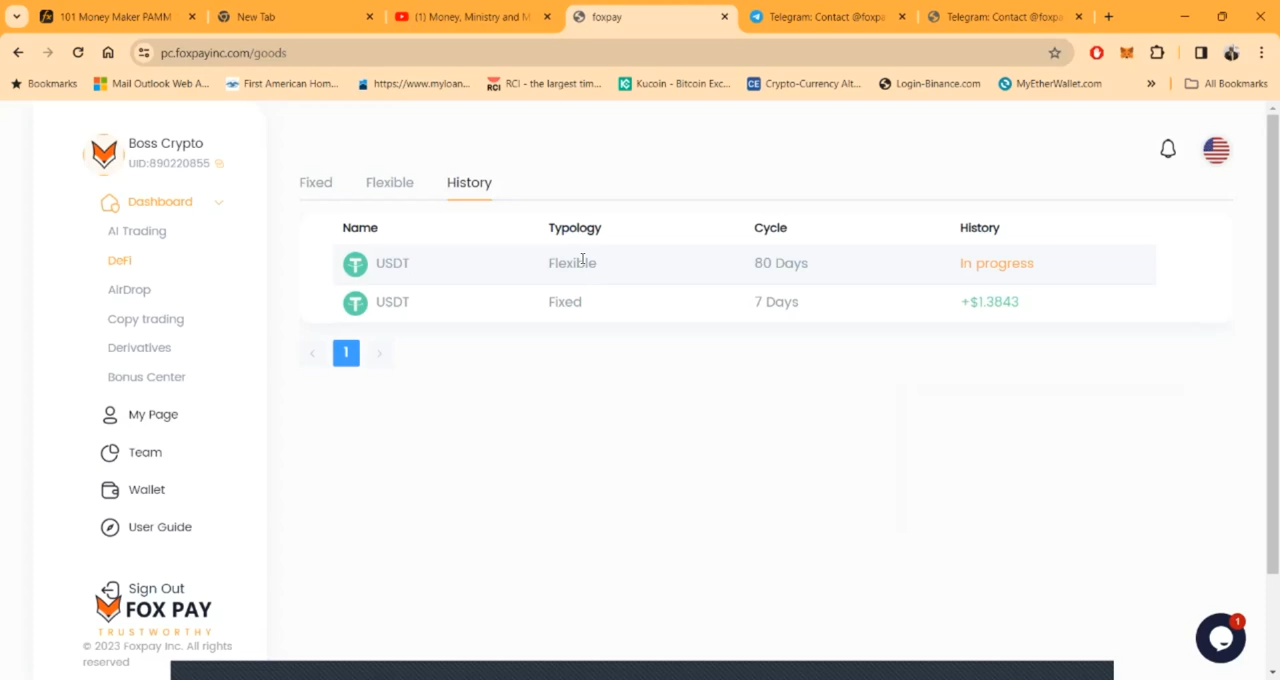 101 Money Maker PAMM
New Tab
(1) Money, Ministry and M
foxpay
Telegram: Contact @foxpa
Telegram: Contact @foxpa
pc.foxpayinc.com/goods
Bookmarks
Mail Outlook Web A...
First American Hom...
https://www.myloan...
RCI
RCI - the largest tim...
Kucoin - Bitcoin Exc...
CE
Crypto-Currency Alt...
Login-Binance.com
MyEtherWallet.com
All Bookmarks
Boss Crypto
UID:890220855
Dashboard
AI Trading
DeFI
AirDrop
Copy trading
Derivatives
Bonus Center
My Page
Team
Wallet
User Guide
Sign Out
FOX PAY
TRUSTWORTHY
© 2023 Foxpay Inc. All rights
reserved
Fixed Flexible History
Name Typology Cycle History
USDT Flexible 80 Days In progress
USDT Fixed 7 Days +$1.3843
1
1